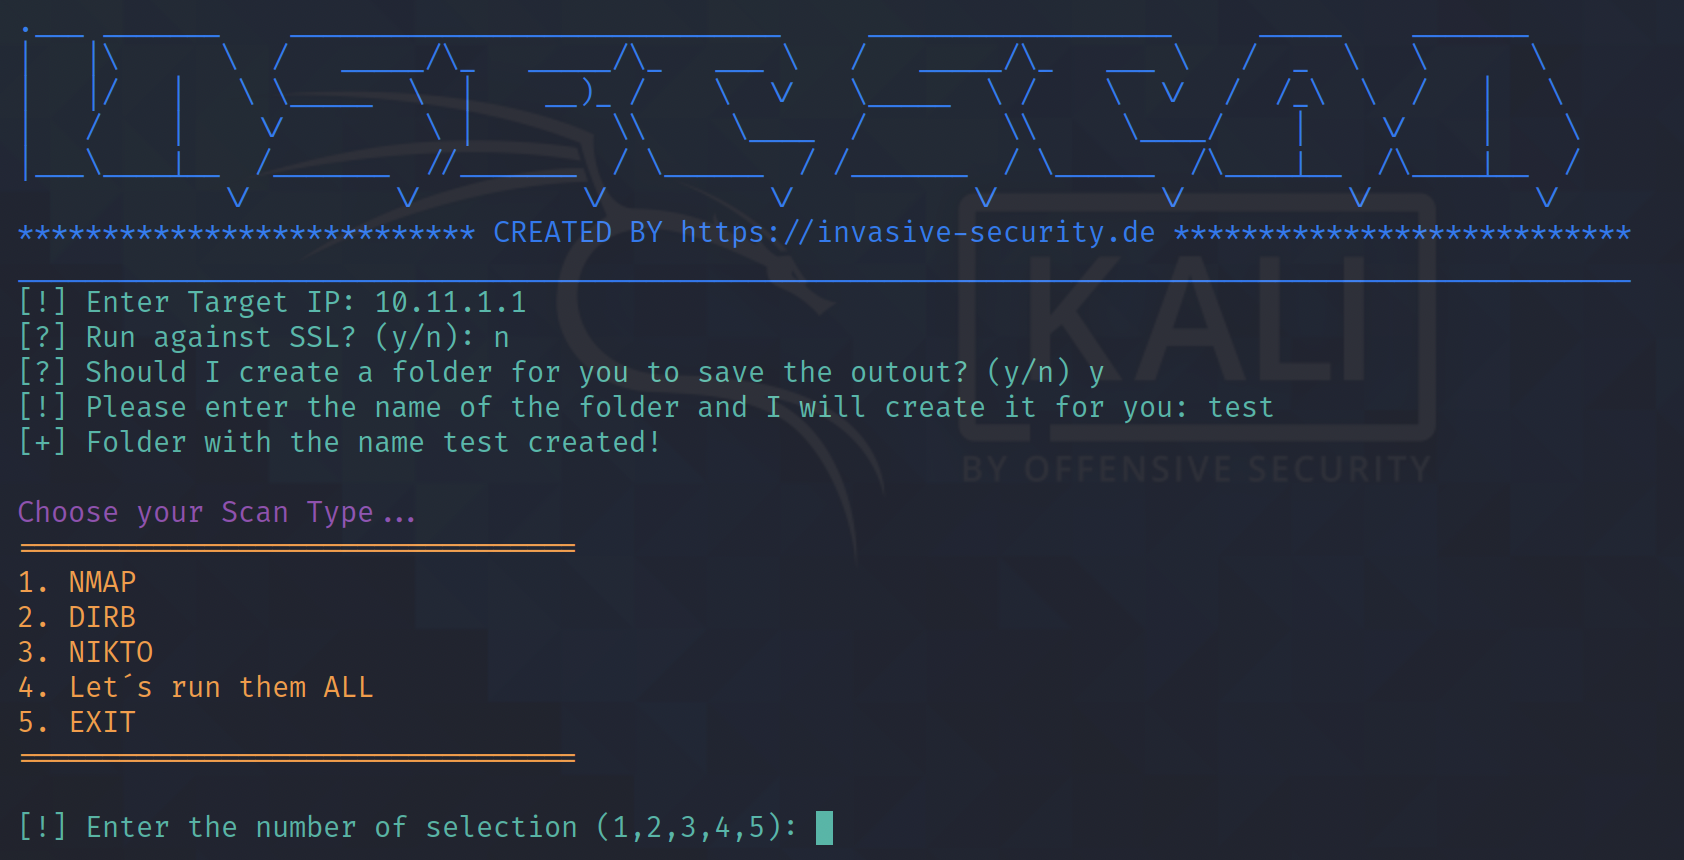 ************************** CREATED BY https://invasive-security.de **************************
[!] Enter Target IP: 10.11.1.1
[?] Run against SSL? (y/n): n
[?] Should I create a folder for you to save the outout? (y/n) y
[!] Please enter the name of the folder and I will create it for you: test
[+] Folder with the name test created!
KALI
BY OFFENSIVE SECURITY
Choose your Scan Type...
1. NMAP
2. DIRB
3. NIKTO
4. Let´s run them ALL
5. EXIT
[!] Enter the number of selection (1,2,3,4,5):